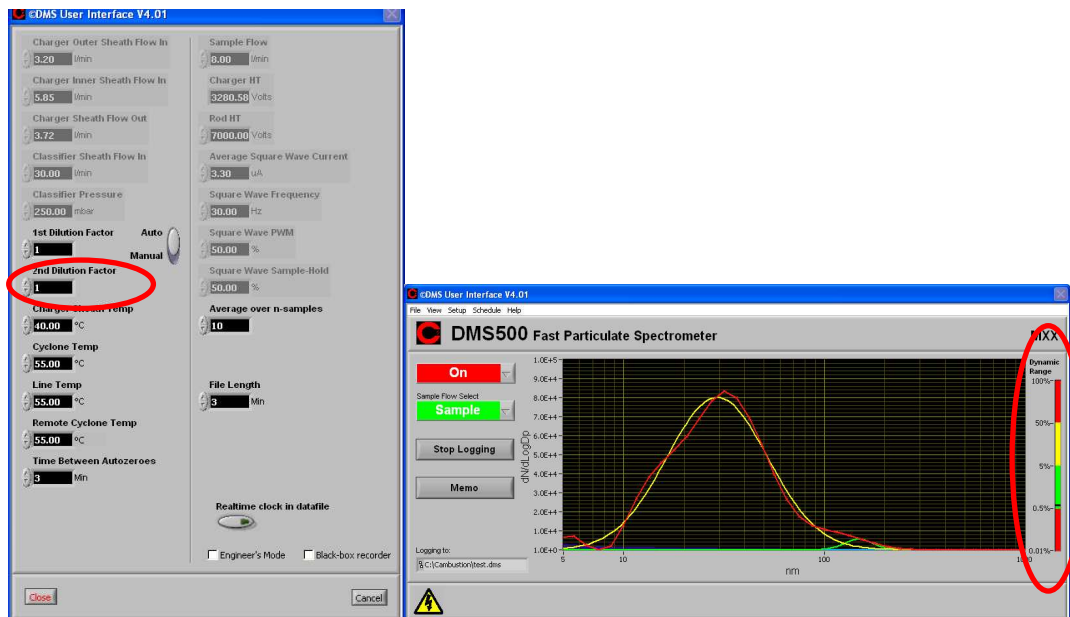 ©DMS User Interface V4.01
Charger Outer Sheath Flow In
3.20 l/min
Charger Inner Sheath Flow In
5.85 l/min
Charger Sheath Flow Out
3.72 l/min
Classifier Sheath Flow In
30.00 l/min
Classifier Pressure
250.00 mbar
1st Dilution Factor
Auto
1
Manual
2nd Dilution Factor
1
Charger Sheath Temp
40.00 °C
Cyclone Temp
55.00 °C
Line Temp
55.00 °C
Remote Cyclone Temp
55.00 °C
Time Between Autozeroes
3 Min
Sample Flow
8.00 l/min
Charger HT
3280.58 Volts
Rod HT
7000.00 Volts
Average Square Wave Current
3.30 uA
Square Wave Frequency
30.00 Hz
Square Wave PWM
50.00 %
Square Wave Sample-Hold
50.00 %
Average over n-samples
10
File Length
3 Min
Realtime clock in datafile
Engineer's Mode
Black-box recorder
Close
Cancel
©DMS User Interface V4.01
File View Setup Schedule Help
DMS500 Fast Particulate Spectrometer
MXX
On
Sample Flow Select
Sample
Stop Logging
Memo
Logging to:
C:\Cambustion\test.dms
dN/dLogDp
1.0E+5
9.0E+4
8.0E+4
7.0E+4
6.0E+4
5.0E+4
4.0E+4
3.0E+4
2.0E+4
1.0E+4
1.0E+0
5 10 100 1000
nm
Dynamic
Range
100%
50%
5%
0.5%
0.01%